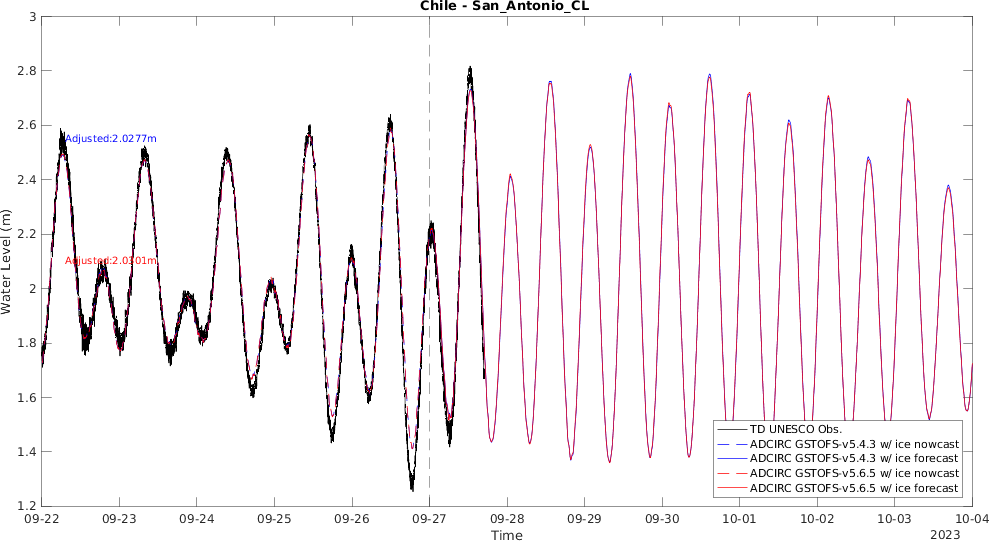 Chile - San_Antonio_CL
Water Level (m)
3
2.8
2.6
2.4
2.2
2
1.8
1.6
1.4
1.2
Adjusted:2.0277m
Adjusted:2.0301m
TD UNESCO Obs.
ADCIRC GSTOFS-v5.4.3 w/ ice nowcast
ADCIRC GSTOFS-v5.4.3 w/ ice forecast
ADCIRC GSTOFS-v5.6.5 w/ ice nowcast
ADCIRC GSTOFS-v5.6.5 w/ ice forecast
09-22 09-23 09-24 09-25 09-26 09-27 09-28 09-29 09-30 10-01 10-02 10-03 10-04
Time
2023